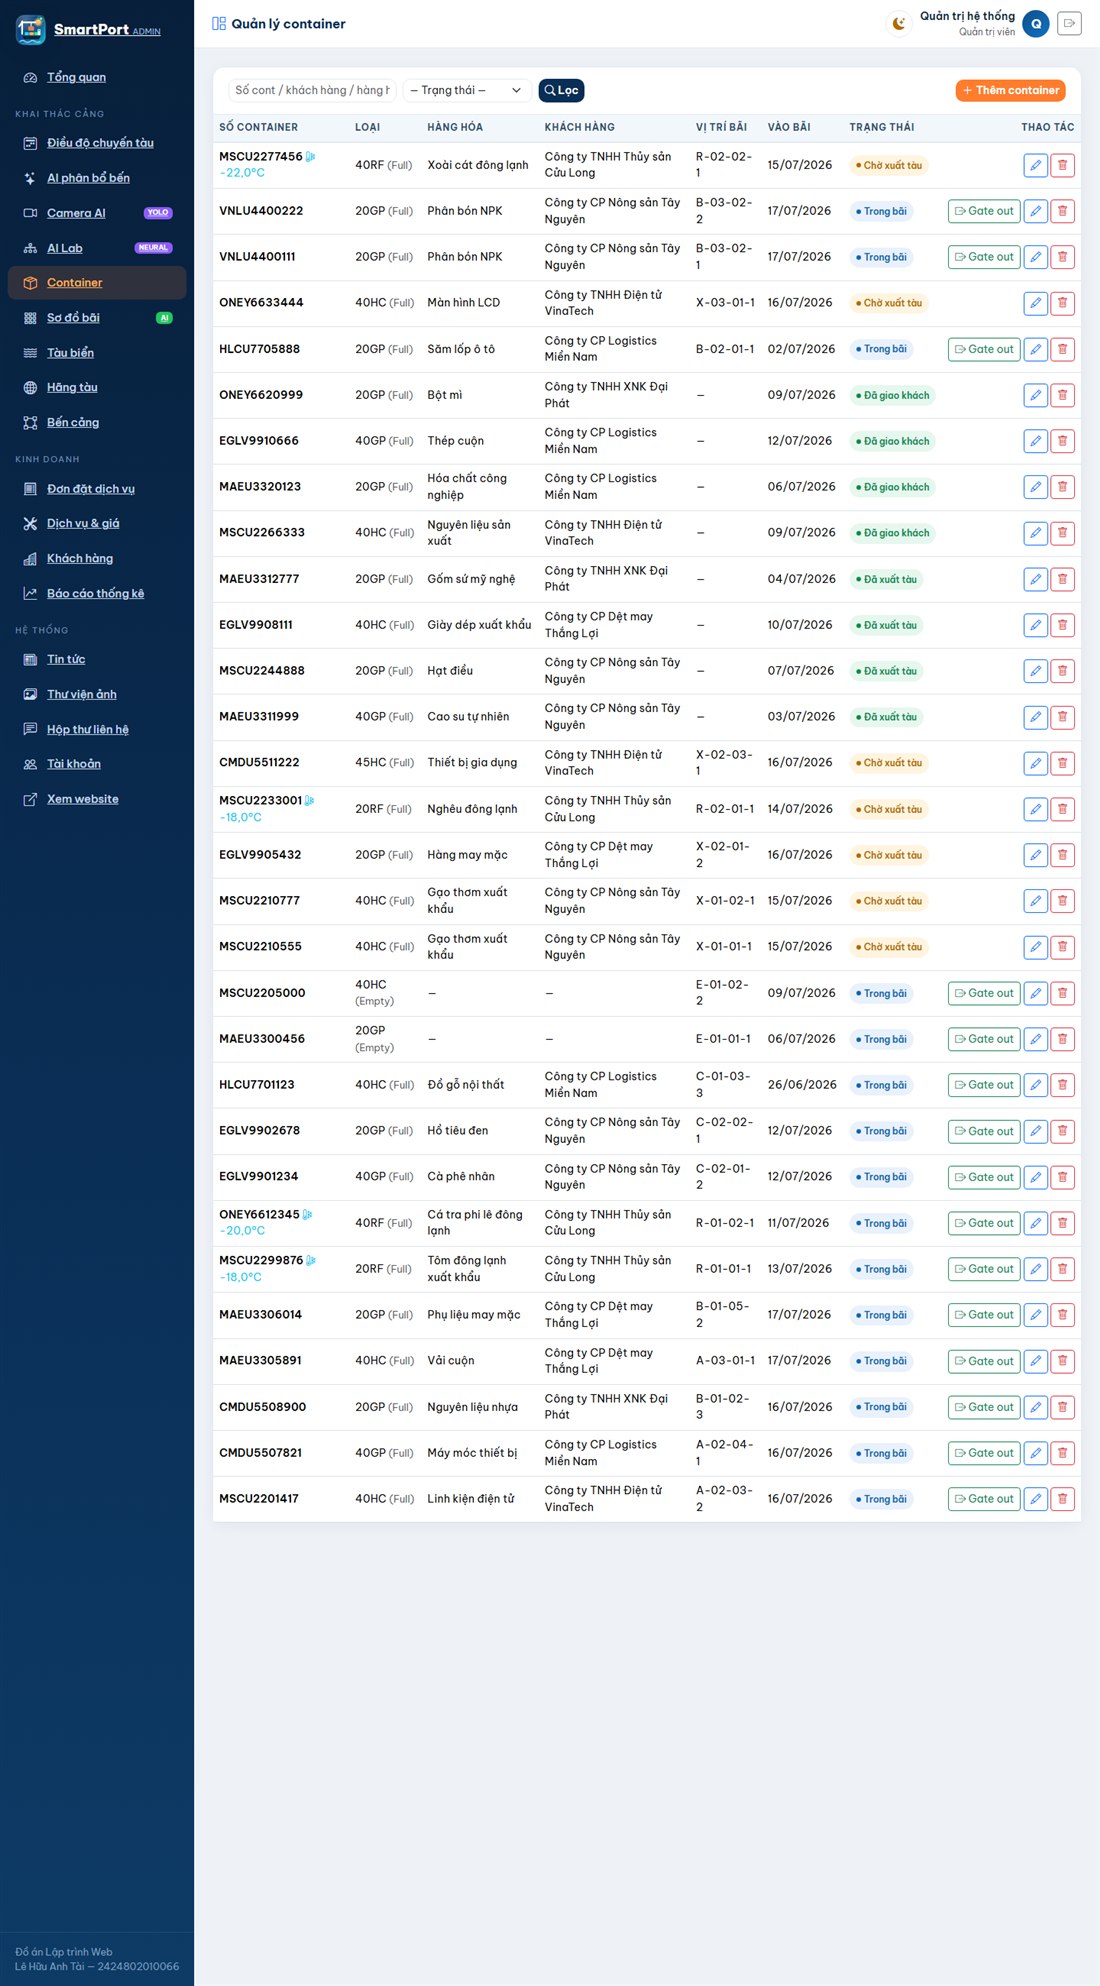 SmartPort ADMIN
Tổng quan
KHAI THÁC CẢNG
Điều độ chuyến tàu
AI phân bổ bến
Camera AI YOLO
AI Lab NEURAL
Container
Sơ đồ bãi AI
Tàu biển
Hãng tàu
Bến cảng
KINH DOANH
Đơn đặt dịch vụ
Dịch vụ & giá
Khách hàng
Báo cáo thống kê
HỆ THỐNG
Tin tức
Thư viện ảnh
Hộp thư liên hệ
Tài khoản
Xem website
Đồ án Lập trình Web
Lê Hữu Anh Tài — 2424802010066
Quản lý container
Quản trị hệ thống
Quản trị viên
Q
Số cont / khách hàng / hàng h
— Trạng thái —
Lọc
+ Thêm container
SỐ CONTAINER LOẠI HÀNG HÓA KHÁCH HÀNG VỊ TRÍ BÃI VÀO BÃI TRẠNG THÁI THAO TÁC
MSCU2277456 40RF (Full) Xoài cát đông lạnh Công ty TNHH Thủy sản R-02-02- 15/07/2026 Chờ xuất tàu
-22,0°C Cửu Long 1
VNLU4400222 20GP (Full) Phân bón NPK Công ty CP Nông sản Tây B-03-02- 17/07/2026 Trong bãi Gate out
Nguyên 2
VNLU4400111 20GP (Full) Phân bón NPK Công ty CP Nông sản Tây B-03-02- 17/07/2026 Trong bãi Gate out
Nguyên 1
ONEY6633444 40HC (Full) Màn hình LCD Công ty TNHH Điện tử X-03-01-1 16/07/2026 Chờ xuất tàu
VinaTech
HLCU7705888 20GP (Full) Săm lốp ô tô Công ty CP Logistics B-02-01-1 02/07/2026 Trong bãi Gate out
Miền Nam
ONEY6620999 20GP (Full) Bột mì Công ty TNHH XNK Đại — 09/07/2026 Đã giao khách
Phát
EGLV9910666 40GP (Full) Thép cuộn Công ty CP Logistics — 12/07/2026 Đã giao khách
Miền Nam
MAEU3320123 20GP (Full) Hóa chất công Công ty CP Logistics — 06/07/2026 Đã giao khách
nghiệp Miền Nam
MSCU2266333 40HC (Full) Nguyên liệu sản Công ty TNHH Điện tử — 09/07/2026 Đã giao khách
xuất VinaTech
MAEU3312777 20GP (Full) Gốm sứ mỹ nghệ Công ty TNHH XNK Đại — 04/07/2026 Đã xuất tàu
Phát
EGLV9908111 40HC (Full) Giày dép xuất khẩu Công ty CP Dệt may — 10/07/2026 Đã xuất tàu
Thắng Lợi
MSCU2244888 20GP (Full) Hạt điều Công ty CP Nông sản Tây — 07/07/2026 Đã xuất tàu
Nguyên
MAEU3311999 40GP (Full) Cao su tự nhiên Công ty CP Nông sản Tây — 03/07/2026 Đã xuất tàu
Nguyên
CMDU5511222 45HC (Full) Thiết bị gia dụng Công ty TNHH Điện tử X-02-03- 16/07/2026 Chờ xuất tàu
VinaTech 1
MSCU2233001 20RF (Full) Nghêu đông lạnh Công ty TNHH Thủy sản R-02-01-1 14/07/2026 Chờ xuất tàu
-18,0°C Cửu Long
EGLV9905432 20GP (Full) Hàng may mặc Công ty CP Dệt may X-02-01- 16/07/2026 Chờ xuất tàu
Thắng Lợi 2
MSCU2210777 40HC (Full) Gạo thơm xuất Công ty CP Nông sản Tây X-01-02-1 15/07/2026 Chờ xuất tàu
khẩu Nguyên
MSCU2210555 40HC (Full) Gạo thơm xuất Công ty CP Nông sản Tây X-01-01-1 15/07/2026 Chờ xuất tàu
khẩu Nguyên
MSCU2205000 40HC — — E-01-02- 09/07/2026 Trong bãi Gate out
(Empty) 2
MAEU3300456 20GP — — E-01-01-1 06/07/2026 Trong bãi Gate out
(Empty)
HLCU7701123 40HC (Full) Đồ gỗ nội thất Công ty CP Logistics C-01-03- 26/06/2026 Trong bãi Gate out
Miền Nam 3
EGLV9902678 20GP (Full) Hồ tiêu đen Công ty CP Nông sản Tây C-02-02- 12/07/2026 Trong bãi Gate out
Nguyên 1
EGLV9901234 40GP (Full) Cà phê nhân Công ty CP Nông sản Tây C-02-01- 12/07/2026 Trong bãi Gate out
Nguyên 2
ONEY6612345 40RF (Full) Cá tra phi lê đông Công ty TNHH Thủy sản R-01-02-1 11/07/2026 Trong bãi Gate out
-20,0°C lạnh Cửu Long
MSCU2299876 20RF (Full) Tôm đông lạnh Công ty TNHH Thủy sản R-01-01-1 13/07/2026 Trong bãi Gate out
-18,0°C xuất khẩu Cửu Long
MAEU3306014 20GP (Full) Phụ liệu may mặc Công ty CP Dệt may B-01-05- 17/07/2026 Trong bãi Gate out
Thắng Lợi 2
MAEU3305891 40HC (Full) Vải cuộn Công ty CP Dệt may A-03-01-1 17/07/2026 Trong bãi Gate out
Thắng Lợi
CMDU5508900 20GP (Full) Nguyên liệu nhựa Công ty TNHH XNK Đại B-01-02- 16/07/2026 Trong bãi Gate out
Phát 3
CMDU5507821 40GP (Full) Máy móc thiết bị Công ty CP Logistics A-02-04- 16/07/2026 Trong bãi Gate out
Miền Nam 1
MSCU2201417 40HC (Full) Linh kiện điện tử Công ty TNHH Điện tử A-02-03- 16/07/2026 Trong bãi Gate out
VinaTech 2